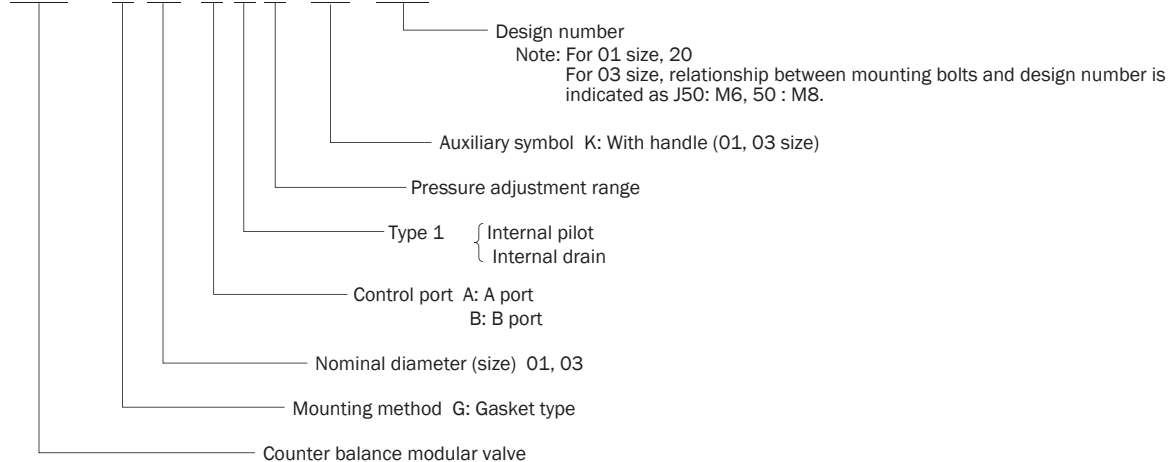 Design number
Note: For 01 size, 20
For 03 size, relationship between mounting bolts and design number is
indicated as J50: M6, 50 : M8.
Auxiliary symbol K: With handle (01, 03 size)
Pressure adjustment range
Type 1 Internal pilot
Internal drain
Control port A: A port
B: B port
Nominal diameter (size) 01, 03
Mounting method G: Gasket type
Counter balance modular valve